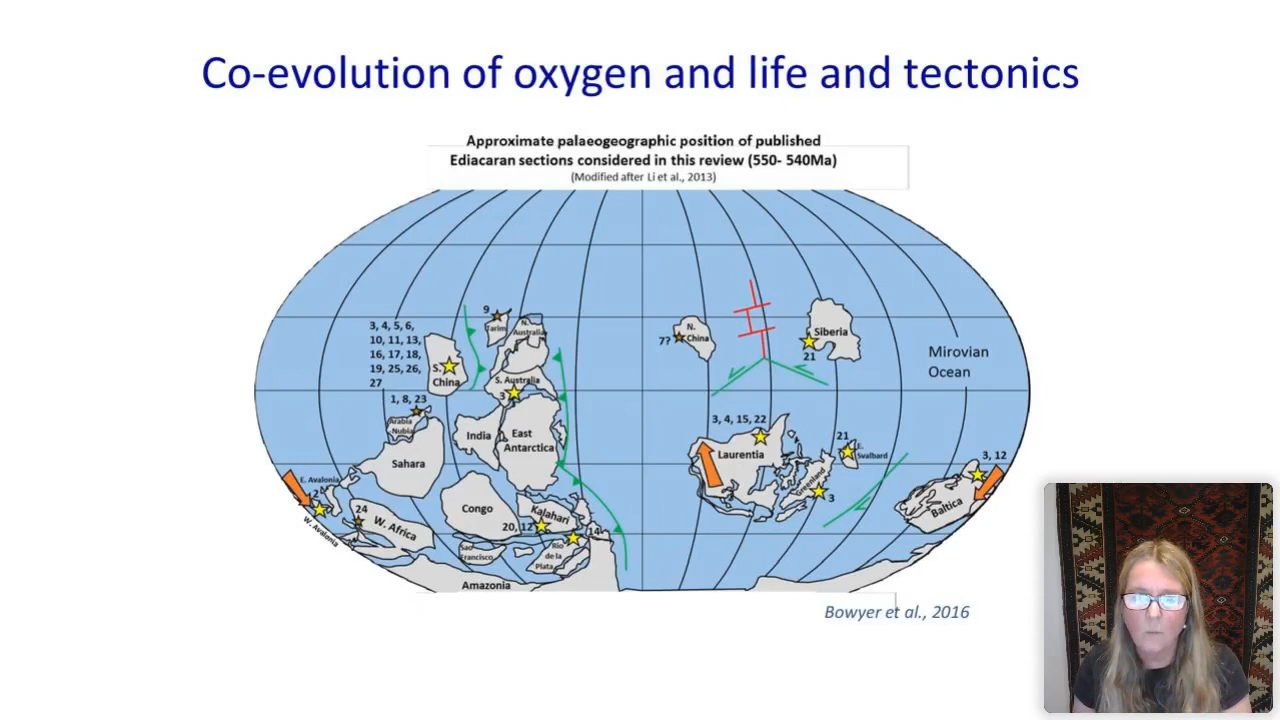 Co-evolution of oxygen and life and tectonics
Approximate palaeogeographic position of published
Ediacaran sections considered in this review (550- 540Ma)
(Modified after Li et al., 2013)
9
Tarim
N.
Australia
3, 4, 5, 6,
10, 11, 13,
16, 17, 18,
19, 25, 26,
27
S.
China
S. Australia
3
7?
N.
China
Siberia
21
Mirovian
Ocean
1, 8, 23
Arabia
Nubia
India
East
Antarctica
Sahara
3, 4, 15, 22
Laurentia
21
E.
Svalbard
Greenland
3
3, 12
Baltica
E. Avalonia
12
W. Avalonia
24
W. Africa
Congo
Kalahari
20, 12
14
Sao
Francisco
Rio
de la
Plata
Amazonia
Bowyer et al., 2016